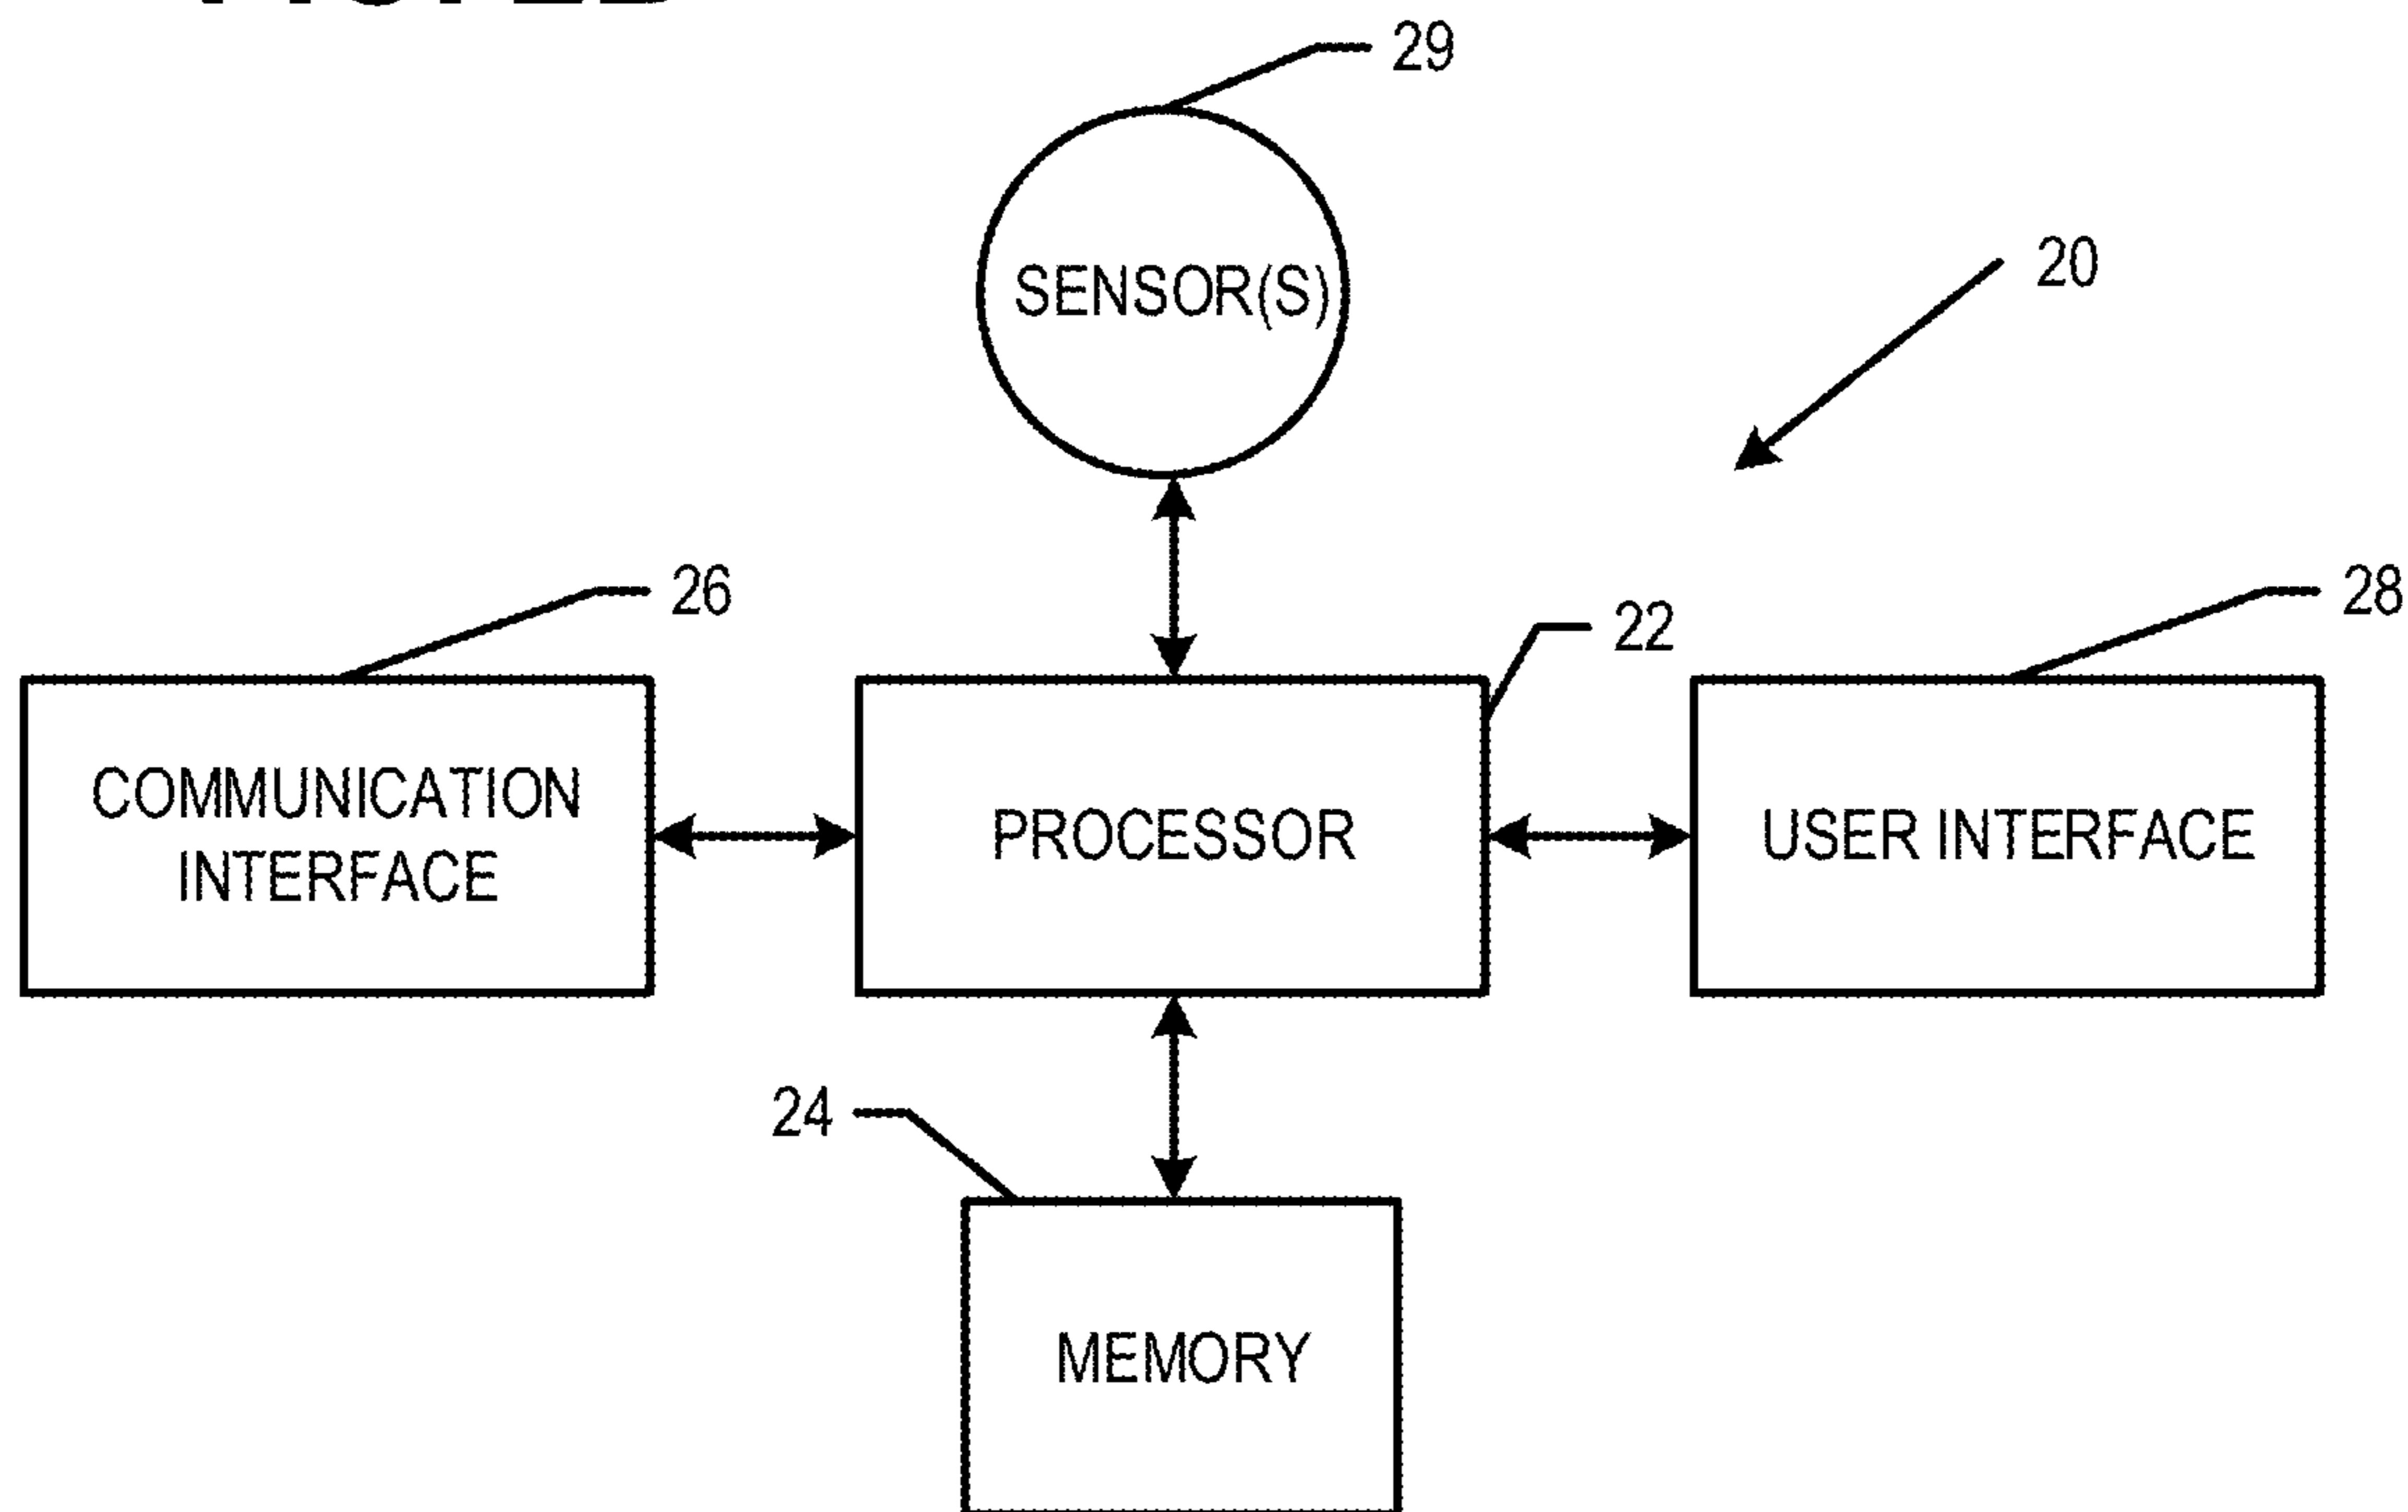 29
SENSOR(S)
20
26
22
28
COMMUNICATION
INTERFACE
PROCESSOR
USER INTERFACE
24
MEMORY